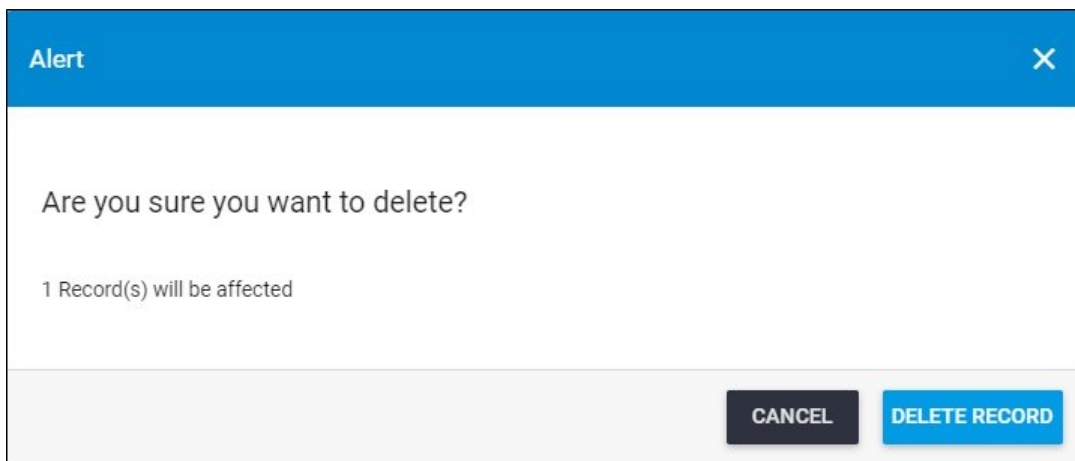 Alert
Are you sure you want to delete?
1 Record(s) will be affected
CANCEL DELETE RECORD